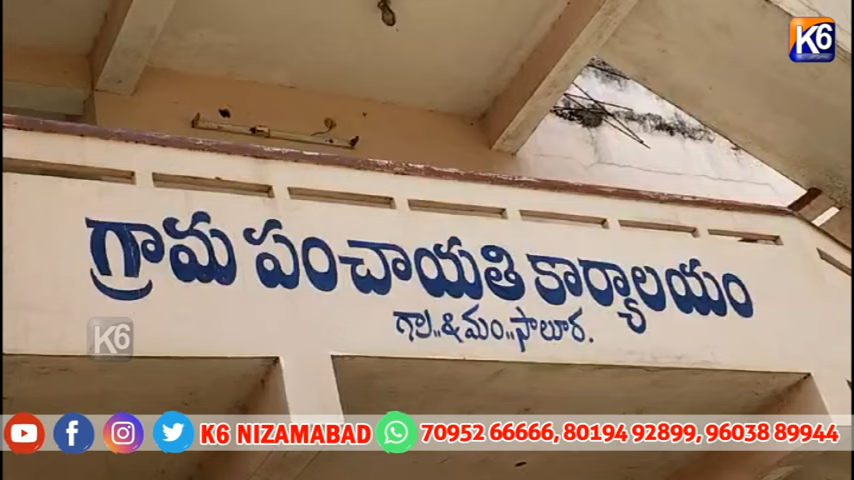 K6
గ్రామ పంచాయతి కార్యాలయం
గ్రా..& మం..సాలూర.
K6
K6 NIZAMABAD 70952 66666, 80194 92899, 96038 89944